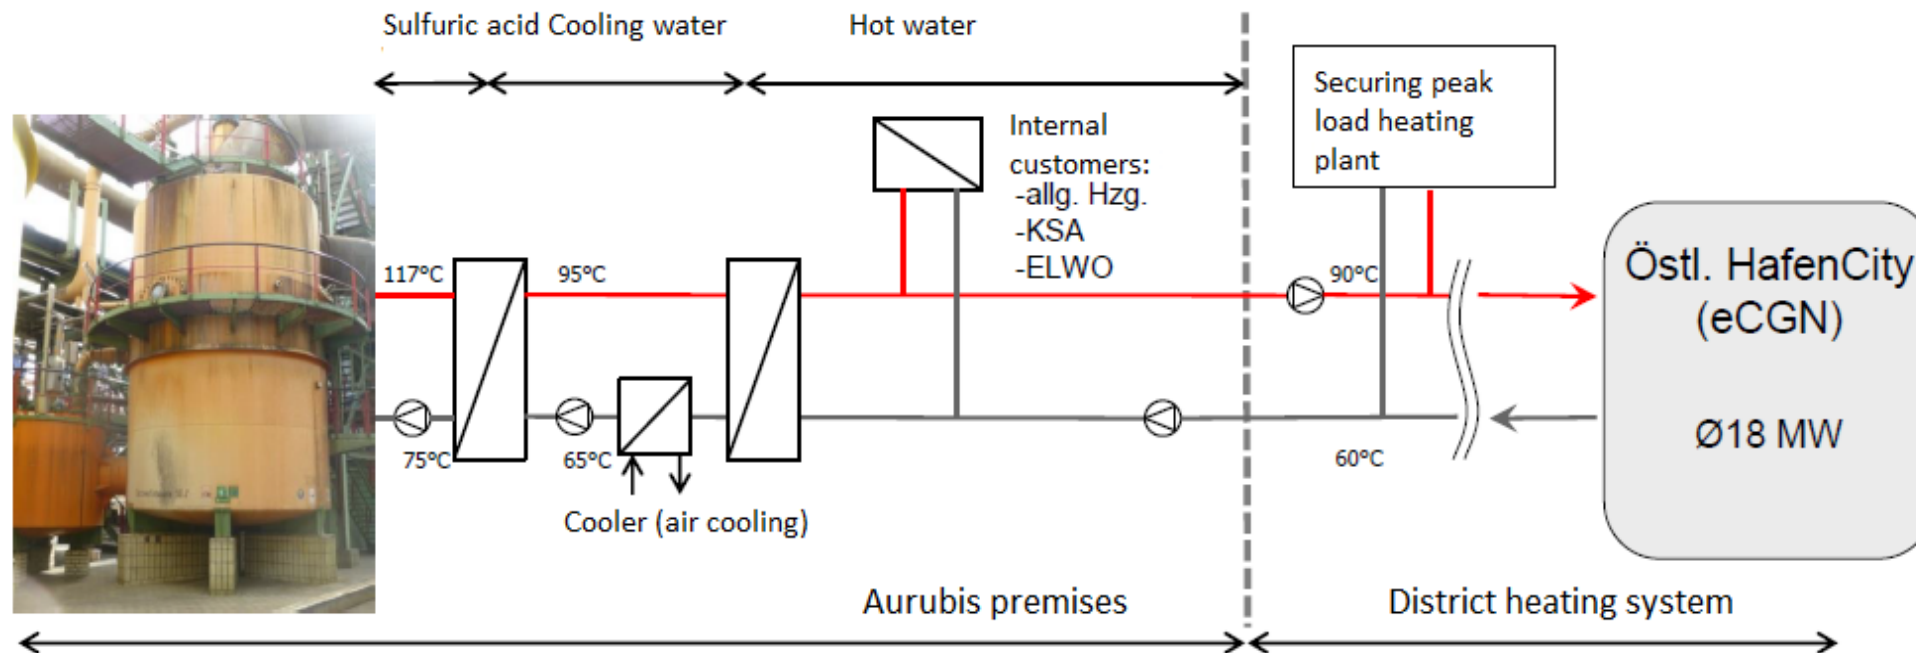 Sulfuric acid Cooling water
Hot water
Securing peak
load heating
plant
Internal
customers:
-allg. Hzg.
-KSA
-ELWO
117°C
95°C
90°C
Östl. HafenCity
(eCGN)
Ø18 MW
75°C
65°C
60°C
Cooler (air cooling)
Aurubis premises
District heating system